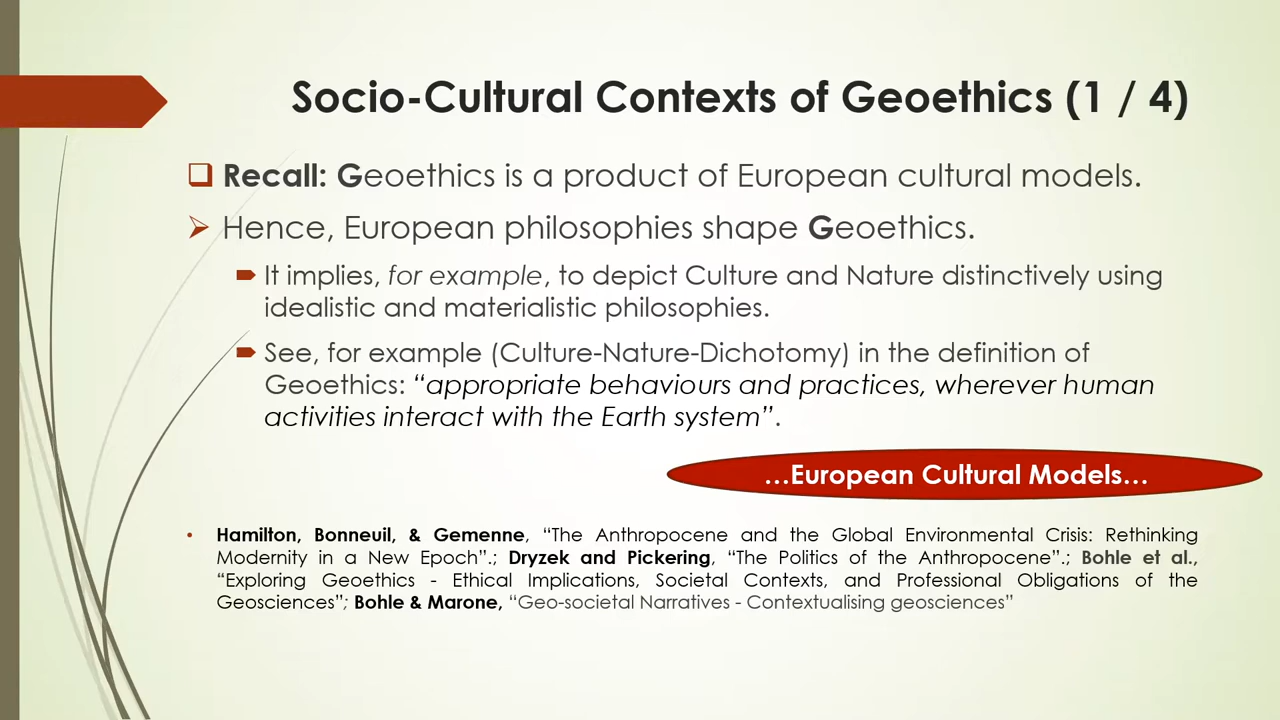 Socio-Cultural Contexts of Geoethics (1 / 4)
Recall: Geoethics is a product of European cultural models.
Hence, European philosophies shape Geoethics.
It implies, for example, to depict Culture and Nature distinctively using
idealistic and materialistic philosophies.
See, for example (Culture-Nature-Dichotomy) in the definition of
Geoethics: “appropriate behaviours and practices, wherever human
activities interact with the Earth system”.
…European Cultural Models…
• Hamilton, Bonneuil, & Gemenne, “The Anthropocene and the Global Environmental Crisis: Rethinking
Modernity in a New Epoch”.; Dryzek and Pickering, “The Politics of the Anthropocene”.; Bohle et al.,
“Exploring Geoethics - Ethical Implications, Societal Contexts, and Professional Obligations of the
Geosciences”; Bohle & Marone, “Geo-societal Narratives - Contextualising geosciences”